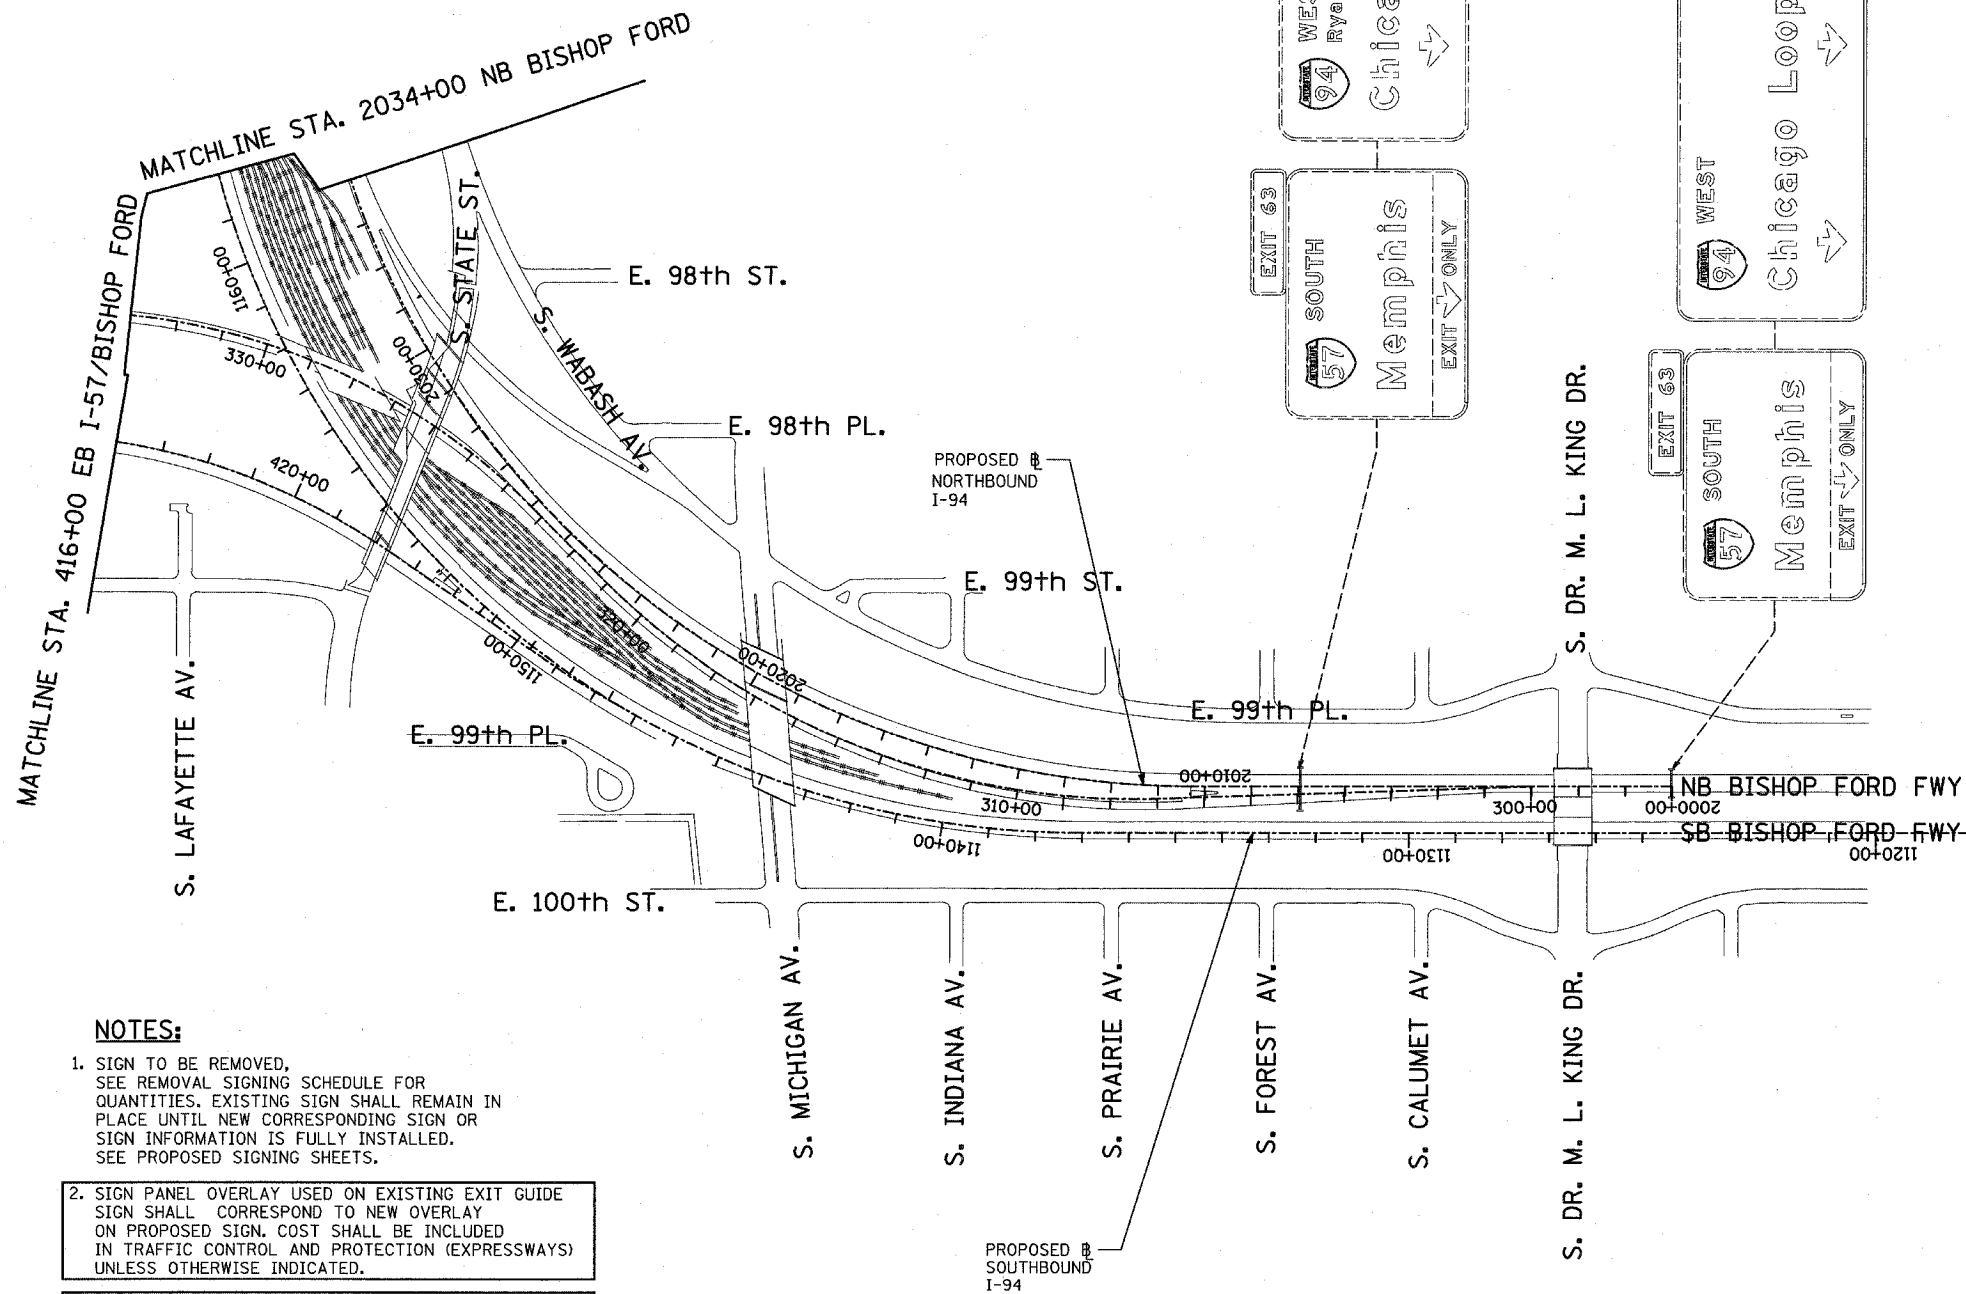 MATCHLINE STA. 2034+00 NB BISHOP FORD
MATCHLINE STA. 416+00 EB I-57/BISHOP FORD
1160+00
330+00
420+00
2030+00
S. STATE ST.
E. 98th ST.
S. WABASH AV.
E. 98th PL.
PROPOSED
NORTHBOUND
I-94
E. 99th ST.
320+00
1150+00
2020+00
S. LAFAYETTE AV.
E. 99th PL.
E. 99th PL.
2010+00
310+00
300+00
2000+00
NB BISHOP FORD FWY
SB BISHOP FORD FWY
1140+00
1130+00
1120+00
E. 100th ST.
S. MICHIGAN AV.
S. INDIANA AV.
S. PRAIRIE AV.
S. FOREST AV.
S. CALUMET AV.
S. DR. M. L. KING DR.
S. DR. M. L. KING DR.
INTERSTATE
94
EXIT 63
INTERSTATE
57 SOUTH
Memphis
EXIT ONLY
INTERSTATE
94 WEST
Chicago Loop
EXIT 63
INTERSTATE
57 SOUTH
Memphis
EXIT ONLY
PROPOSED
SOUTHBOUND
I-94
NOTES:
1. SIGN TO BE REMOVED,
SEE REMOVAL SIGNING SCHEDULE FOR
QUANTITIES. EXISTING SIGN SHALL REMAIN IN
PLACE UNTIL NEW CORRESPONDING SIGN OR
SIGN INFORMATION IS FULLY INSTALLED.
SEE PROPOSED SIGNING SHEETS.
2. SIGN PANEL OVERLAY USED ON EXISTING EXIT GUIDE
SIGN SHALL CORRESPOND TO NEW OVERLAY
ON PROPOSED SIGN. COST SHALL BE INCLUDED
IN TRAFFIC CONTROL AND PROTECTION (EXPRESSWAYS)
UNLESS OTHERWISE INDICATED.